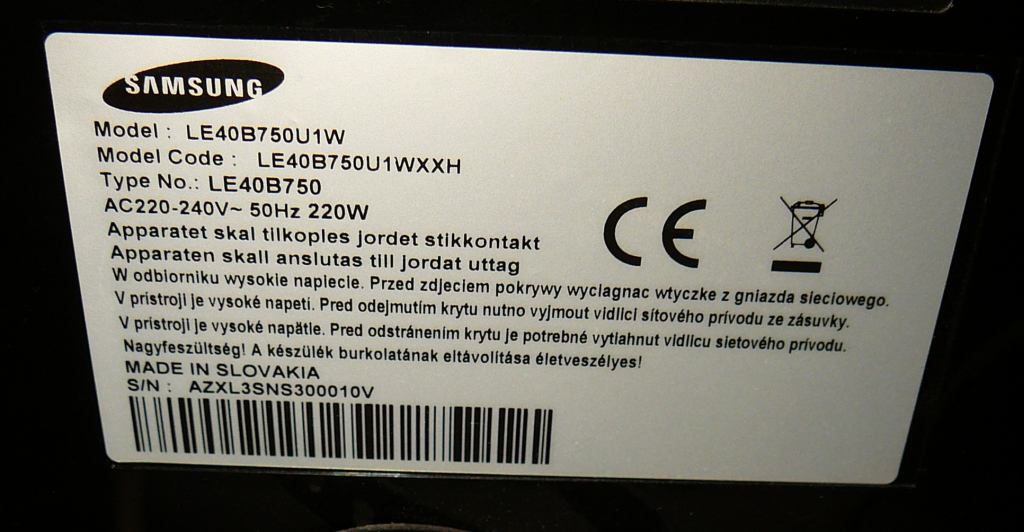 SAMSUNG
Model : LE40B750U1W
Model Code : LE40B750U1WXXH
Type No.: LE40B750
AC220-240V~ 50Hz 220W
Apparatet skal tilkoples jordet stikkontakt
Apparaten skall anslutas till jordat uttag
W odbiorniku wysokie napiecie. Przed zdjeciem pokrywy wyciagnac wtyczke z gniazda sieciowego.
V prístroji je vysoké napetí. Pred odejmutím krytu nutno vyjmout vidlici sítového prívodu ze zásuvky.
V prístroji je vysoké napätie. Pred odstránením krytu je potrebné vytiahnut vidlicu sietového prívodu.
Nagyfeszültség! A készülék burkolatának eltávolítása életveszélyes!
MADE IN SLOVAKIA
S/N : AZXL3SNS300010V
CE